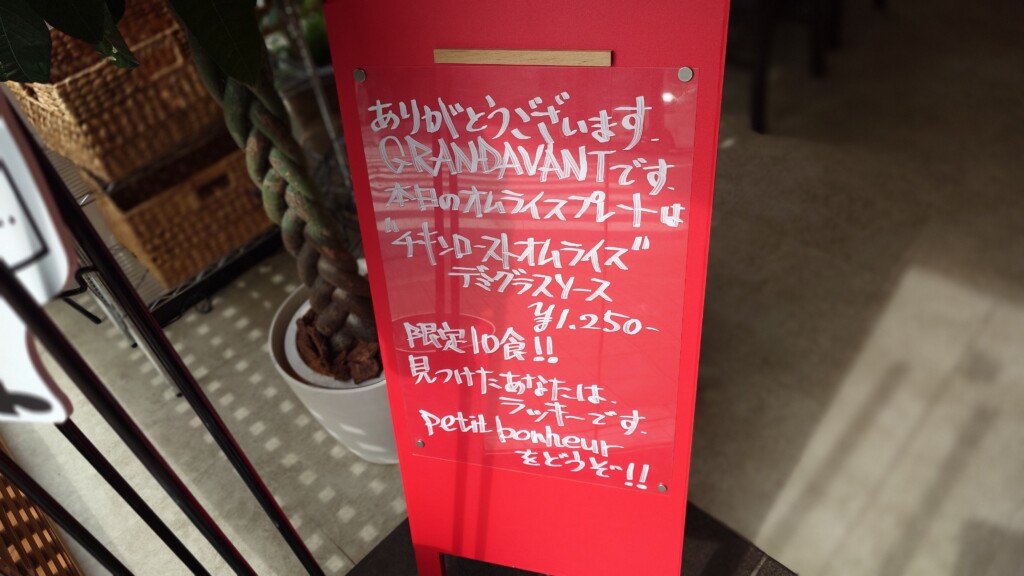 ありがとうございます.
GRANDAVANTです.
本日のオムライスプレートは
"チキンローストオムライス"
デミグラスソース
¥1.250-
限定10食!!
見つけたあなたは、
ラッキーです.
petit bonheur
をどうぞ!!